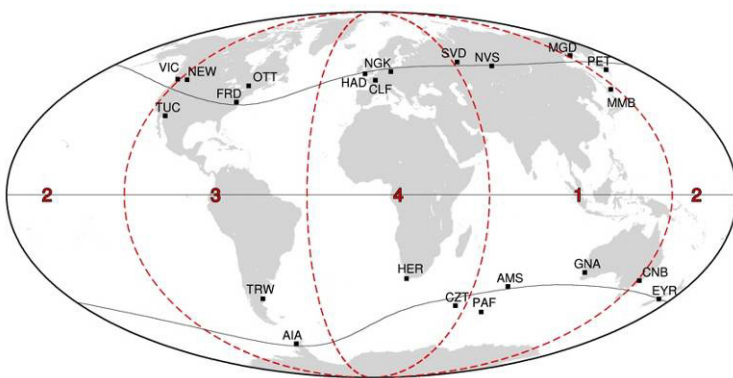 MGD
SVD
NVS
NGK
PET
VIC
NEW
OTT
HAD
CLF
FRD
MMB
TUC
2
3
4
1
2
HER
GNA
CNB
AMS
TRW
CZT
PAF
EYR
AIA